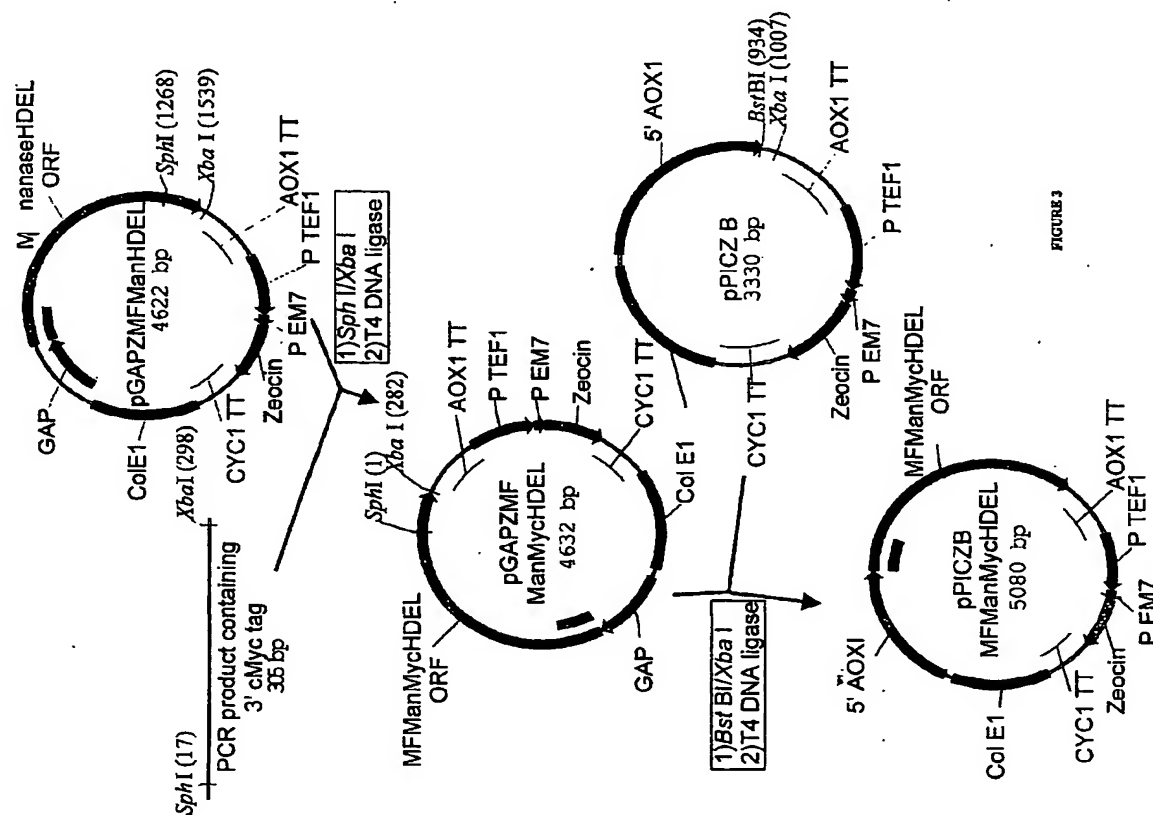 M nanaseHDEL
ORF
SphI (1268)
Xba I (1539)
AOX1 TT
P TEF1
P EM7
Zeocin
CYC1 TT
ColE1
GAP
pGAPZMFManHDEL
4622 bp
SphI (17)
XbaI (298)
PCR product containing
3' cMyc tag
305 bp
1)Sph I/Xba I
2)T4 DNA ligase
SphI (1)
Xba I (282)
AOX1 TT
P TEF1
P EM7
Zeocin
CYC1 TT
Col E1
GAP
MFManMycHDEL
ORF
pGAPZMF
ManMycHDEL
4632 bp
5' AOX1
BstBI (934)
Xba I (1007)
AOX1 TT
P TEF1
P EM7
Zeocin
CYC1 TT
Col E1
pPICZ B
3330 bp
1)Bst BI/Xba I
2)T4 DNA ligase
5' AOXI
MFManMycHDEL
ORF
AOX1 TT
P TEF1
P EM7
Zeocin
CYC1 TT
Col E1
pPICZB
MFManMycHDEL
5080 bp
FIGURE 3